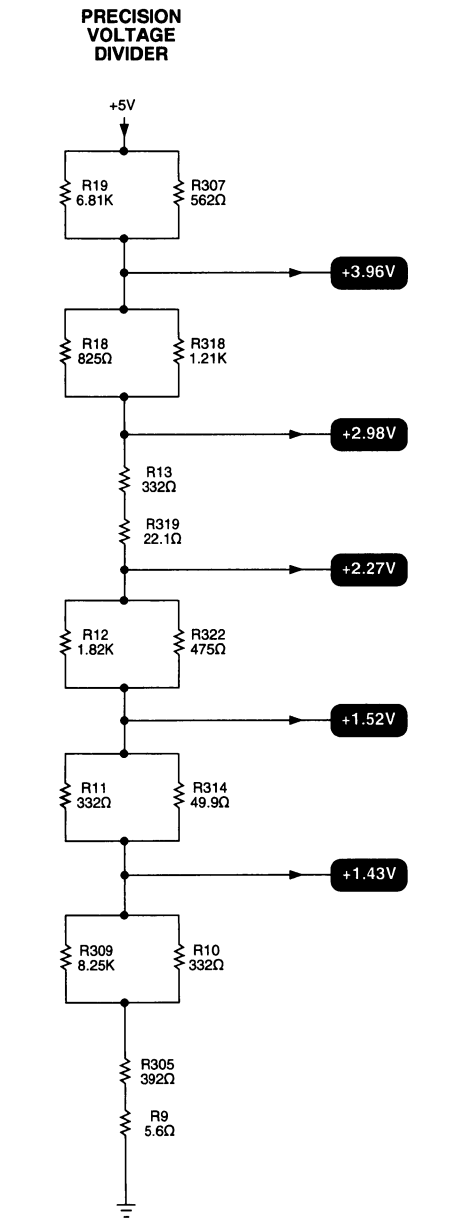 PRECISION
VOLTAGE
DIVIDER
+5V
R19
6.81K
R307
562Ω
+3.96V
R18
825Ω
R318
1.21K
+2.98V
R13
332Ω
R319
22.1Ω
+2.27V
R12
1.82K
R322
475Ω
+1.52V
R11
332Ω
R314
49.9Ω
+1.43V
R309
8.25K
R10
332Ω
R305
392Ω
R9
5.6Ω